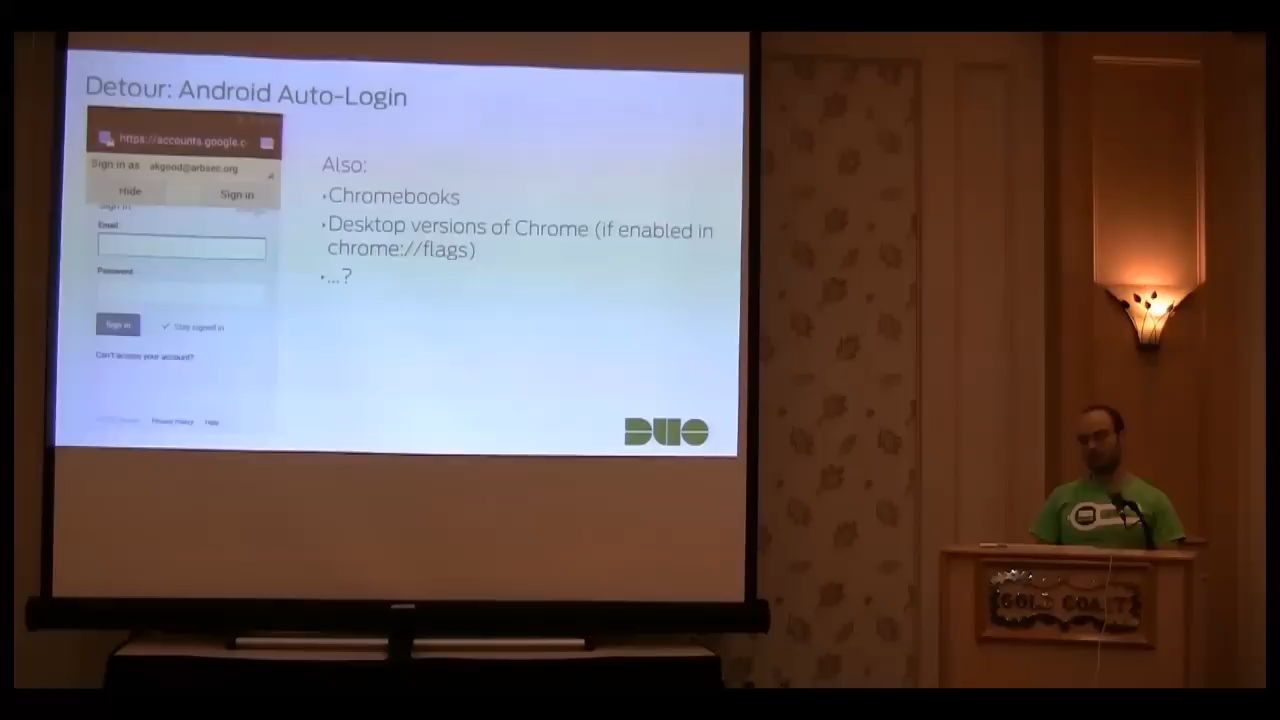 Detour: Android Auto-Login
https://accounts.google.c
Sign in as akgood@arbsec.org
Hide Sign in
Sign in
Email
Password
Sign in Stay signed in
Can't access your account?
Privacy Policy Help
Also:
•Chromebooks
•Desktop versions of Chrome (if enabled in
chrome://flags)
•...?
DUO
GOLD COAST